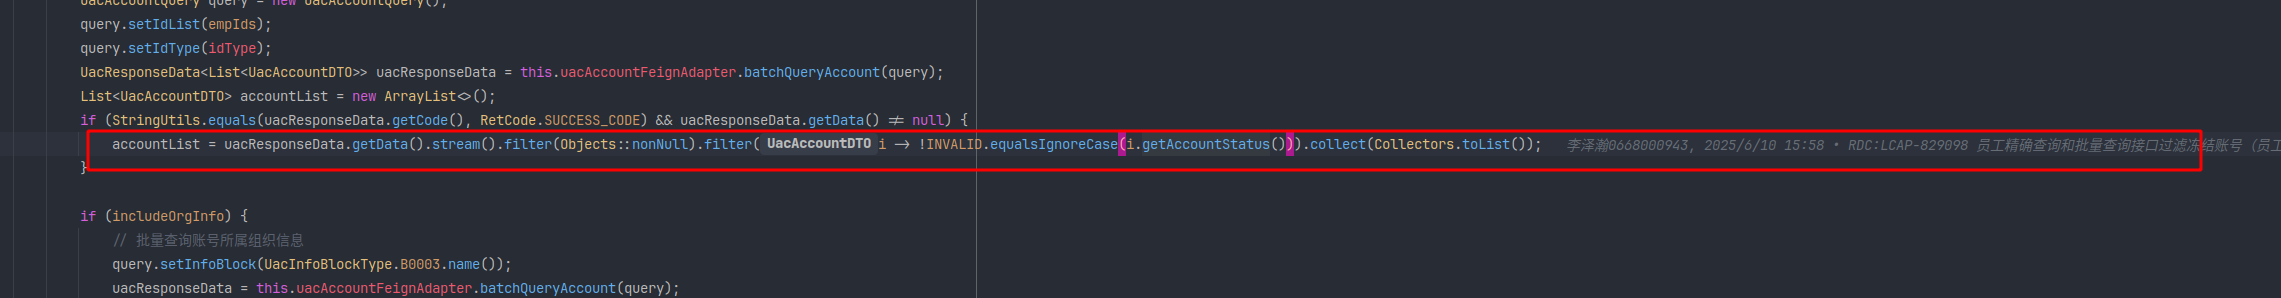 UacAccountQuery query = new UacAccountQuery();
query.setIdList(empIds);
query.setIdType(idType);
UacResponseData<List<UacAccountDTO>> uacResponseData = this.uacAccountFeignAdapter.batchQueryAccount(query);
List<UacAccountDTO> accountList = new ArrayList<>();
if (StringUtils.equals(uacResponseData.getCode(), RetCode.SUCCESS_CODE) && uacResponseData.getData() != null) {
accountList = uacResponseData.getData().stream().filter(Objects::nonNull).filter( UacAccountDTO i -> !INVALID.equalsIgnoreCase(i.getAccountStatus())).collect(Collectors.toList()); 李泽瀚0668000943, 2025/6/10 15:58 • RDC:LCAP-829098 员工精确查询和批量查询接口过滤冻结账号 (员工
}
if (includeOrgInfo) {
// 批量查询账号所属组织信息
query.setInfoBlock(UacInfoBlockType.B0003.name());
uacResponseData = this.uacAccountFeignAdapter.batchQueryAccount(query);